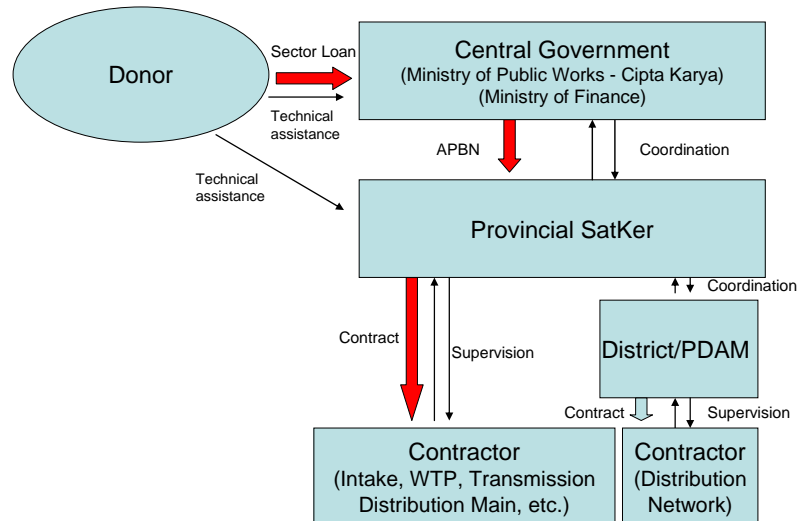 Donor
Sector Loan
Technical
assistance
Central Government
(Ministry of Public Works - Cipta Karya)
(Ministry of Finance)
Technical
assistance
APBN
Coordination
Provincial SatKer
Contract
Supervision
Coordination
District/PDAM
Contract
Supervision
Contractor
(Intake, WTP, Transmission
Distribution Main, etc.)
Contractor
(Distribution
Network)